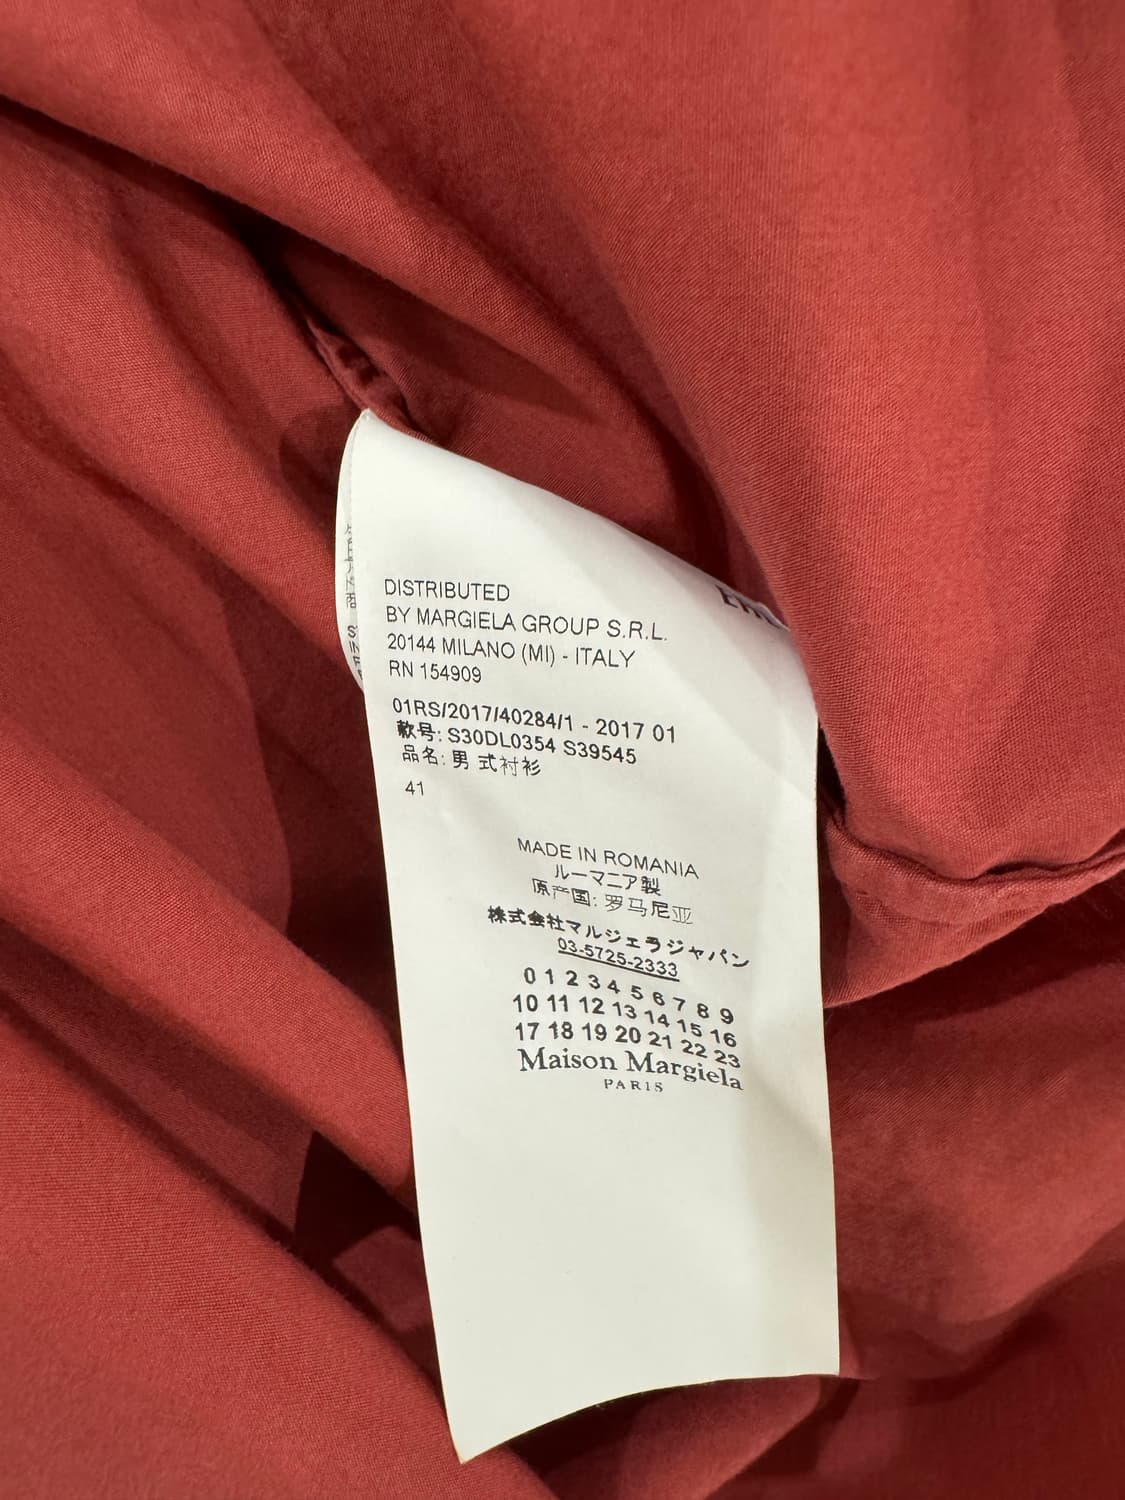 DISTRIBUTED
BY MARGIELA GROUP S.R.L.
20144 MILANO (MI) - ITALY
RN 154909
01RS/2017/40284/1 - 2017 01
款号: S30DL0354 S39545
品名: 男 式衬衫
41
MADE IN ROMANIA
ルーマニア製
原产国: 罗马尼亚
株式会社マルジェラジャパン
03-5725-2333
0 1 2 3 4 5 6 7 8 9
10 11 12 13 14 15 16
17 18 19 20 21 22 23
Maison Margiela
PARIS